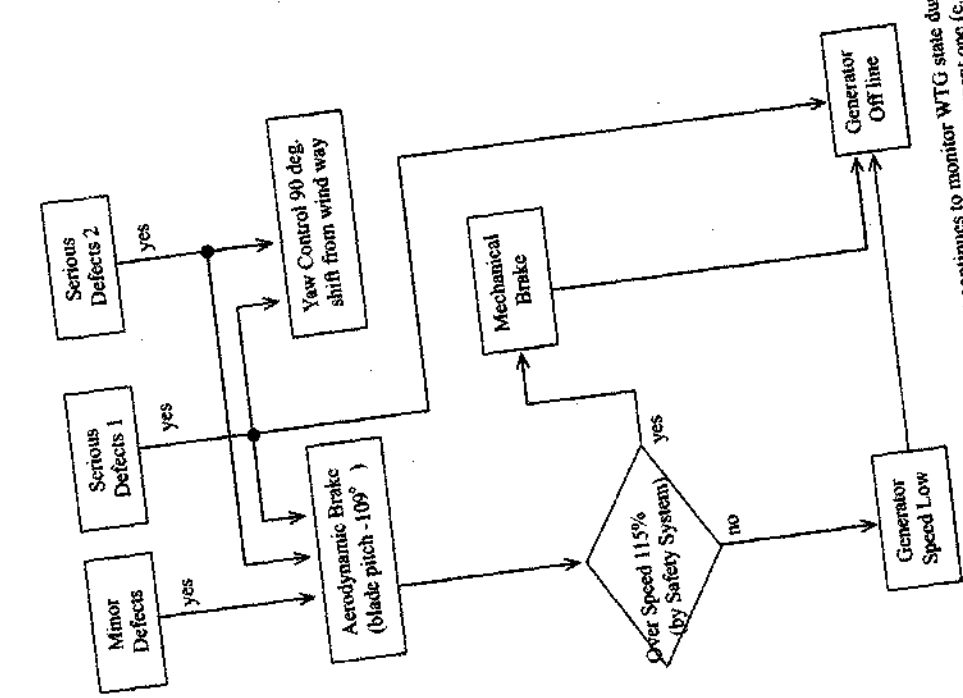 Minor
Defects
yes
Serious
Defects 1
yes
Serious
Defects 2
yes
Aerodynamic Brake
(blade pitch -109° )
Yaw Control 90 deg.
shift from wind way
Over Speed 115%
(by Safety System)
yes
no
Mechanical
Brake
Generator
Speed Low
Generator
Off line
continues to monitor WTG state